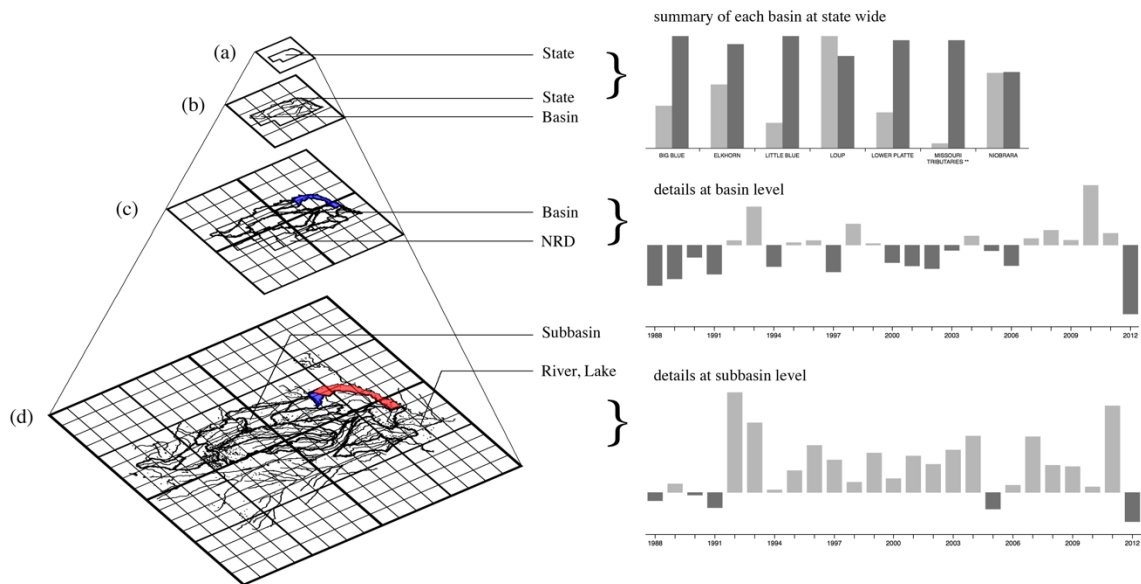 (a)
State
(b)
State
Basin
(c)
Basin
NRD
Subbasin
River, Lake
(d)
summary of each basin at state wide
}
BIG BLUE ELKHORN LITTLE BLUE LOUP LOWER PLATTE MISSOURI NIOBRARA
TRIBUTARIES **
details at basin level
}
1988 1991 1994 1997 2000 2003 2006 2009 2012
details at subbasin level
}
1988 1991 1994 1997 2000 2003 2006 2009 2012